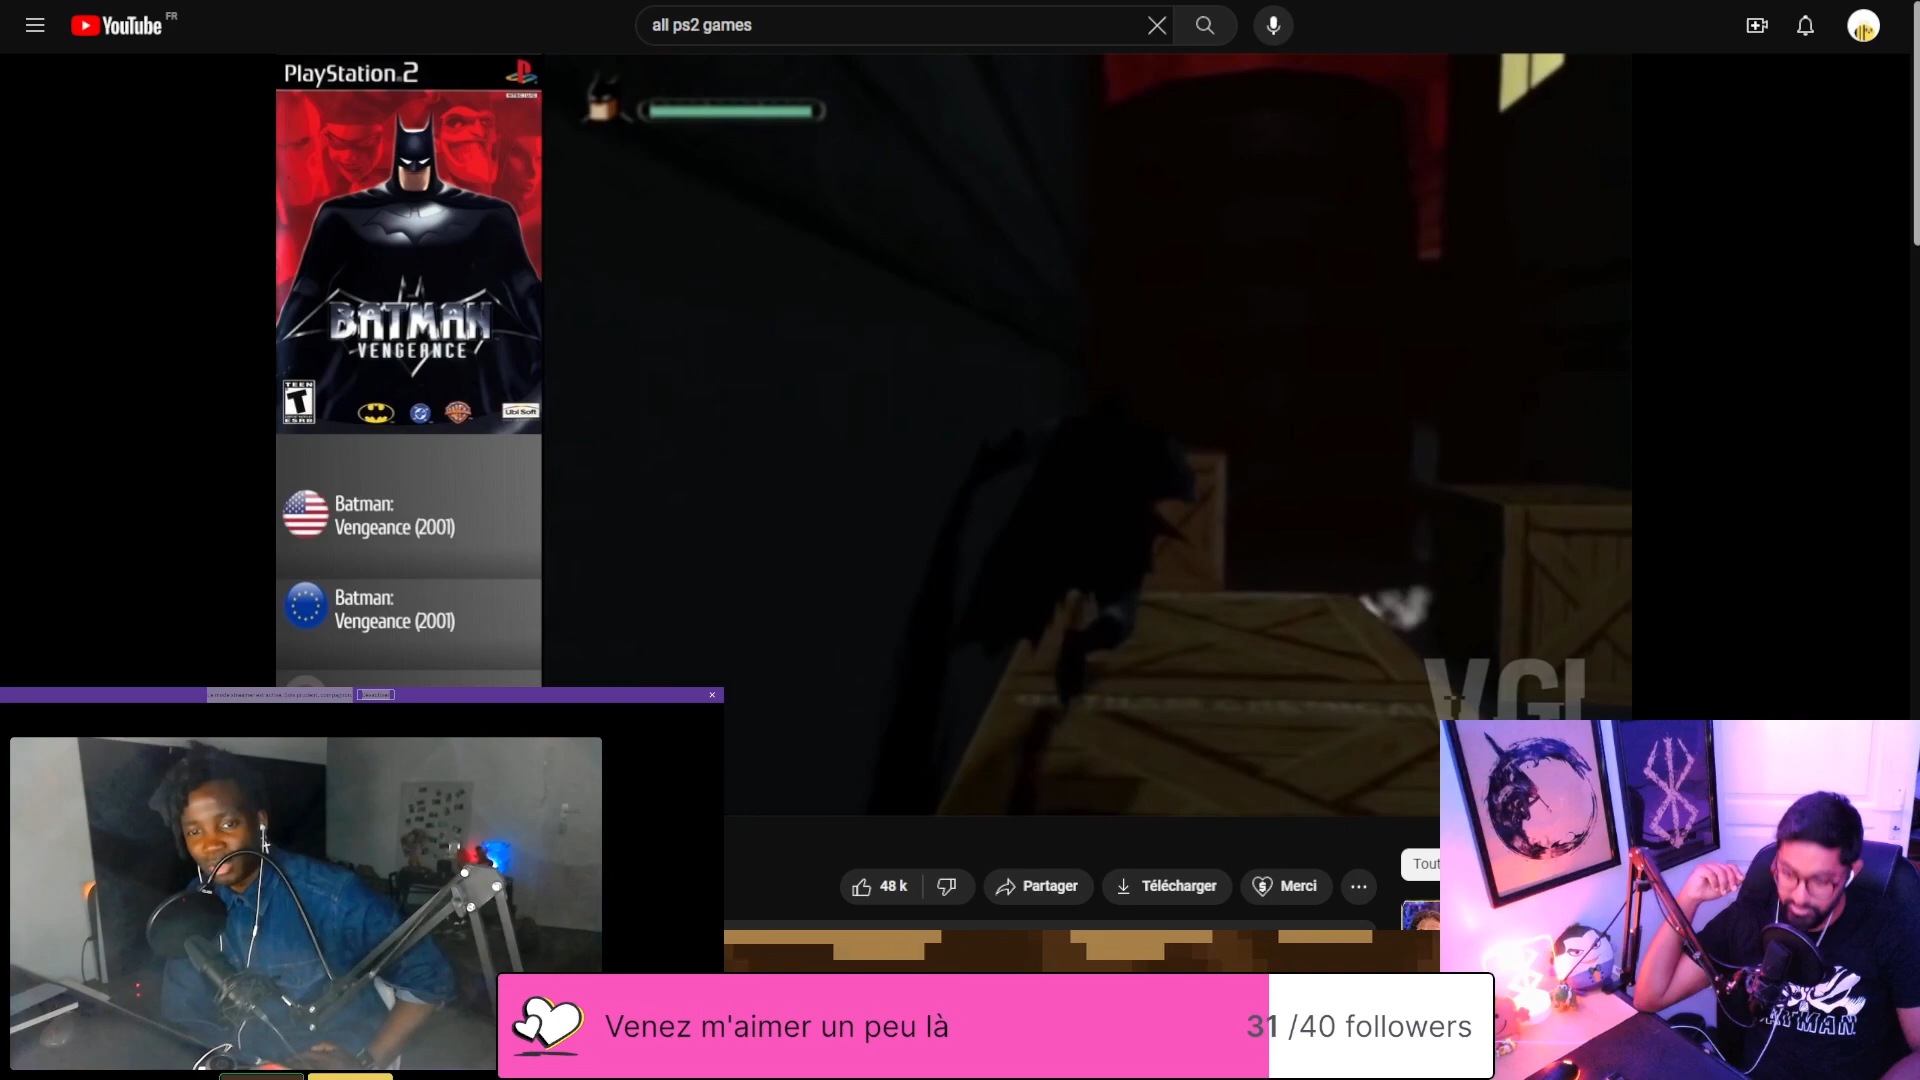 YouTube FR
all ps2 games
PlayStation 2
BATMAN
VENGEANCE
TEEN
T
ESRB
Ubi Soft
Batman:
Vengeance (2001)
Batman:
Vengeance (2001)
VGL
48 k
Partager
Télécharger
Merci
Tout
Venez m'aimer un peu là
31 /40 followers
BATMAN